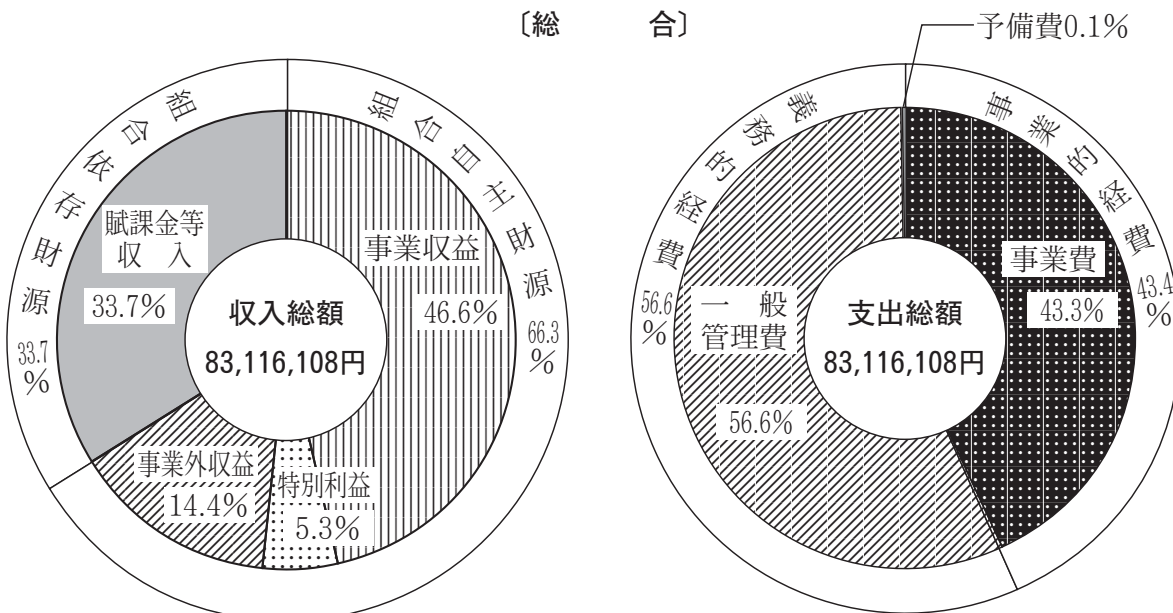 〔総　合〕
組合自主財源
66.3%
組合依存財源
33.7%
事業収益
46.6%
特別利益
5.3%
事業外収益
14.4%
賦課金等
収　入
33.7%
収入総額
83,116,108円
予備費0.1%
事業的経費
43.4%
義務的経費
56.6%
事業費
43.3%
一　般
管理費
56.6%
支出総額
83,116,108円